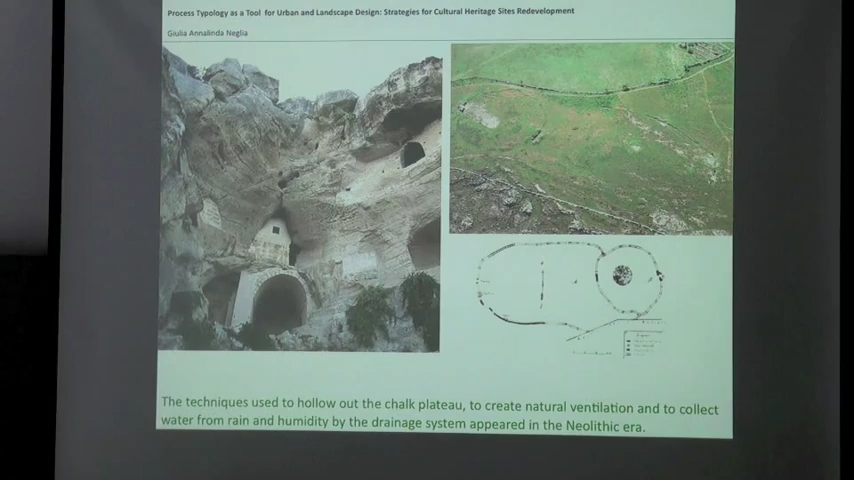 Process Typology as a Tool for Urban and Landscape Design: Strategies for Cultural Heritage Sites Redevelopment
Giulia Annalinda Neglia
The techniques used to hollow out the chalk plateau, to create natural ventilation and to collect
water from rain and humidity by the drainage system appeared in the Neolithic era.